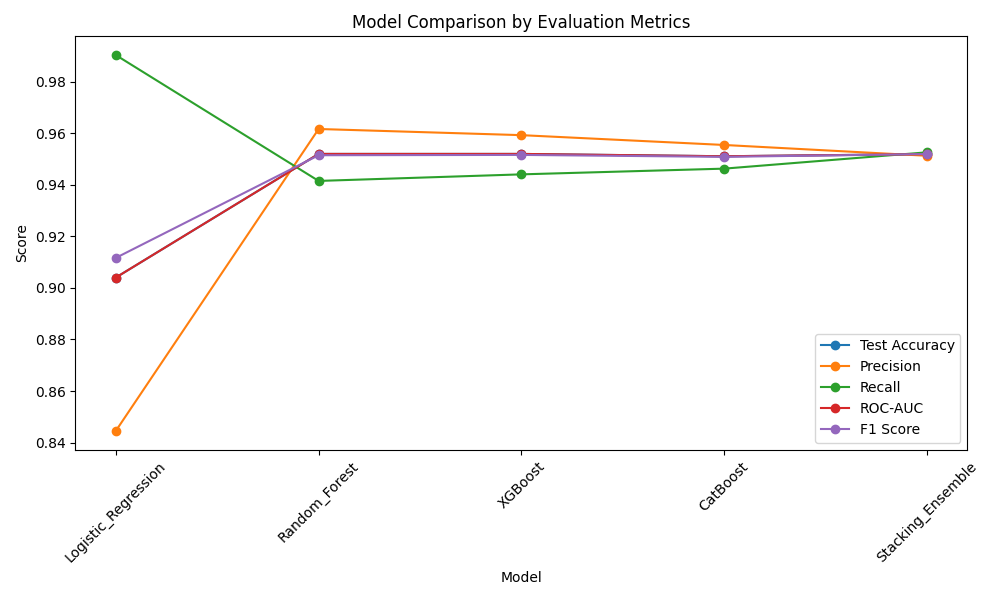 Model Comparison by Evaluation Metrics
0.98
0.96
0.94
0.92
0.90
0.88
0.86
0.84
Score
Test Accuracy
Precision
Recall
ROC-AUC
F1 Score
Logistic_Regression
Random_Forest
XGBoost
CatBoost
Stacking_Ensemble
Model